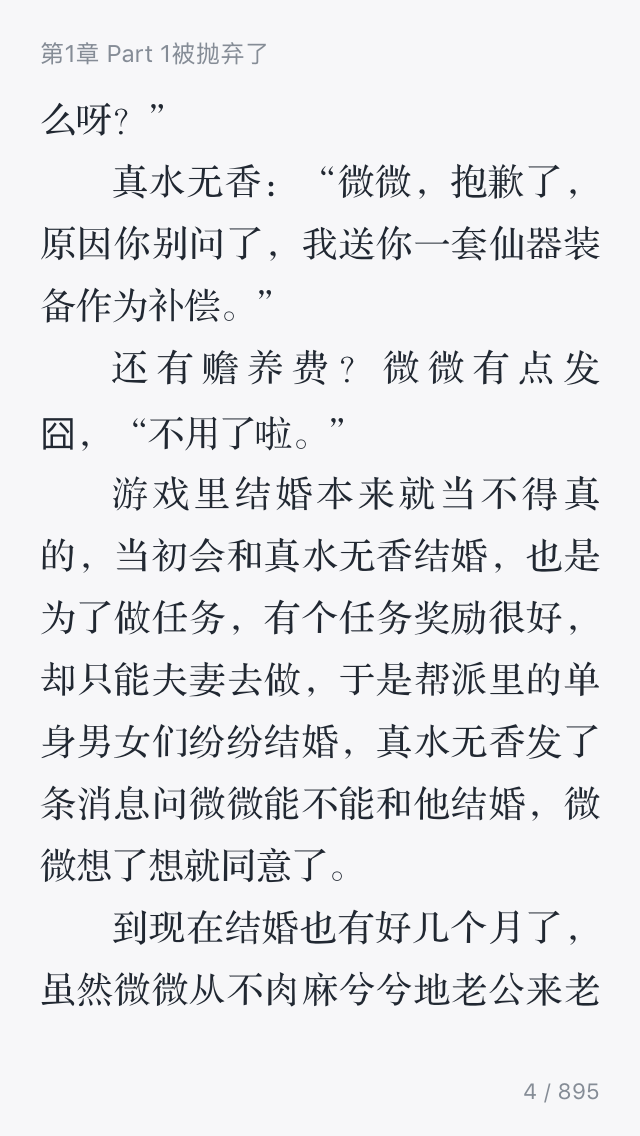 第1章 Part 1被抛弃了
么呀？”
真水无香：“微微，抱歉了，
原因你别问了，我送你一套仙器装
备作为补偿。”
还有赡养费？微微有点发
囧，“不用了啦。”
游戏里结婚本来就当不得真
的，当初会和真水无香结婚，也是
为了做任务，有个任务奖励很好，
却只能夫妻去做，于是帮派里的单
身男女们纷纷结婚，真水无香发了
条消息问微微能不能和他结婚，微
微想了想就同意了。
到现在结婚也有好几个月了，
虽然微微从不肉麻兮兮地老公来老
4 / 895